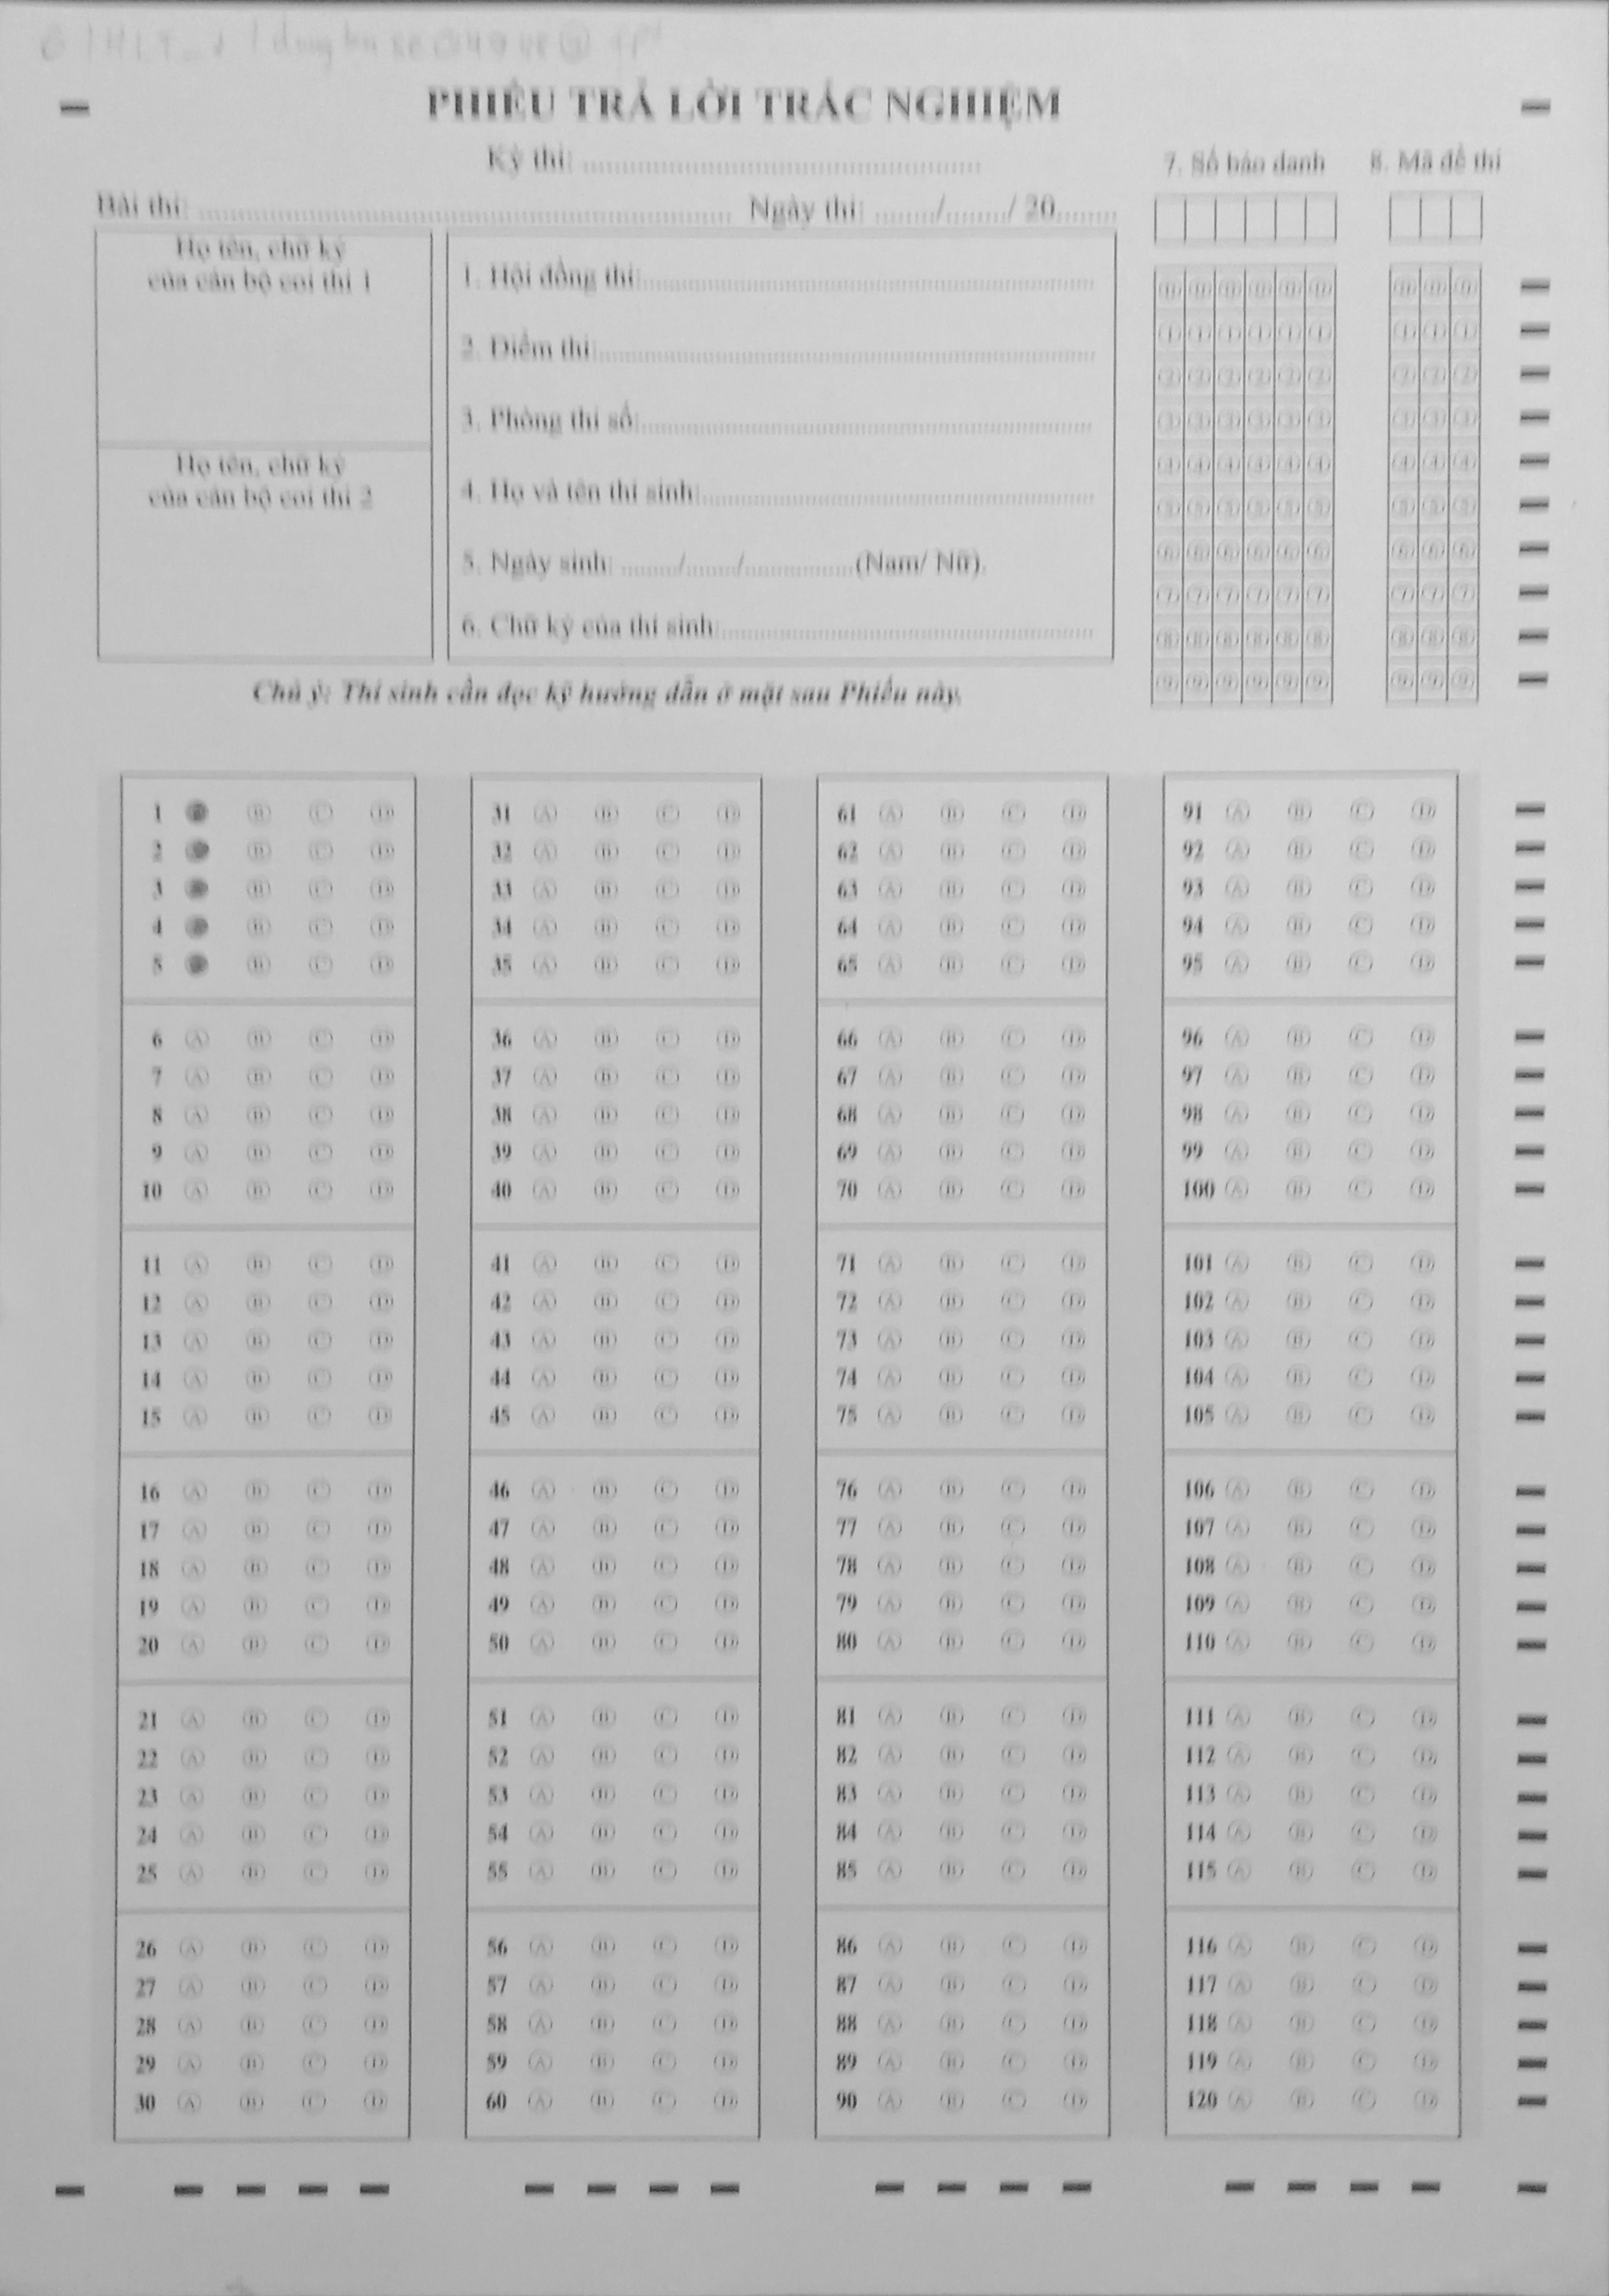 PHIẾU TRẢ LỜI TRẮC NGHIỆM
Kỳ thi: ........................................
7. Số báo danh
8. Mã đề thi
Bài thi: ........................................ Ngày thi: ......./......./ 20.......
Họ tên, chữ ký
của cán bộ coi thi 1
Họ tên, chữ ký
của cán bộ coi thi 2
1. Hội đồng thi:........................................
2. Điểm thi:........................................
3. Phòng thi số:........................................
4. Họ và tên thí sinh:........................................
5. Ngày sinh: ......./......./...............(Nam/ Nữ).
6. Chữ ký của thí sinh:........................................
0 0 0 0 0 0 0 0 0
1 1 1 1 1 1 1 1 1
2 2 2 2 2 2 2 2 2
3 3 3 3 3 3 3 3 3
4 4 4 4 4 4 4 4 4
5 5 5 5 5 5 5 5 5
6 6 6 6 6 6 6 6 6
7 7 7 7 7 7 7 7 7
8 8 8 8 8 8 8 8 8
9 9 9 9 9 9 9 9 9
Chú ý: Thí sinh cần đọc kỹ hướng dẫn ở mặt sau Phiếu này.
1 B C D
2 B C D
3 B C D
4 B C D
5 B C D
6 A B C D
7 A B C D
8 A B C D
9 A B C D
10 A B C D
11 A B C D
12 A B C D
13 A B C D
14 A B C D
15 A B C D
16 A B C D
17 A B C D
18 A B C D
19 A B C D
20 A B C D
21 A B C D
22 A B C D
23 A B C D
24 A B C D
25 A B C D
26 A B C D
27 A B C D
28 A B C D
29 A B C D
30 A B C D
31 A B C D
32 A B C D
33 A B C D
34 A B C D
35 A B C D
36 A B C D
37 A B C D
38 A B C D
39 A B C D
40 A B C D
41 A B C D
42 A B C D
43 A B C D
44 A B C D
45 A B C D
46 A B C D
47 A B C D
48 A B C D
49 A B C D
50 A B C D
51 A B C D
52 A B C D
53 A B C D
54 A B C D
55 A B C D
56 A B C D
57 A B C D
58 A B C D
59 A B C D
60 A B C D
61 A B C D
62 A B C D
63 A B C D
64 A B C D
65 A B C D
66 A B C D
67 A B C D
68 A B C D
69 A B C D
70 A B C D
71 A B C D
72 A B C D
73 A B C D
74 A B C D
75 A B C D
76 A B C D
77 A B C D
78 A B C D
79 A B C D
80 A B C D
81 A B C D
82 A B C D
83 A B C D
84 A B C D
85 A B C D
86 A B C D
87 A B C D
88 A B C D
89 A B C D
90 A B C D
91 A B C D
92 A B C D
93 A B C D
94 A B C D
95 A B C D
96 A B C D
97 A B C D
98 A B C D
99 A B C D
100 A B C D
101 A B C D
102 A B C D
103 A B C D
104 A B C D
105 A B C D
106 A B C D
107 A B C D
108 A B C D
109 A B C D
110 A B C D
111 A B C D
112 A B C D
113 A B C D
114 A B C D
115 A B C D
116 A B C D
117 A B C D
118 A B C D
119 A B C D
120 A B C D